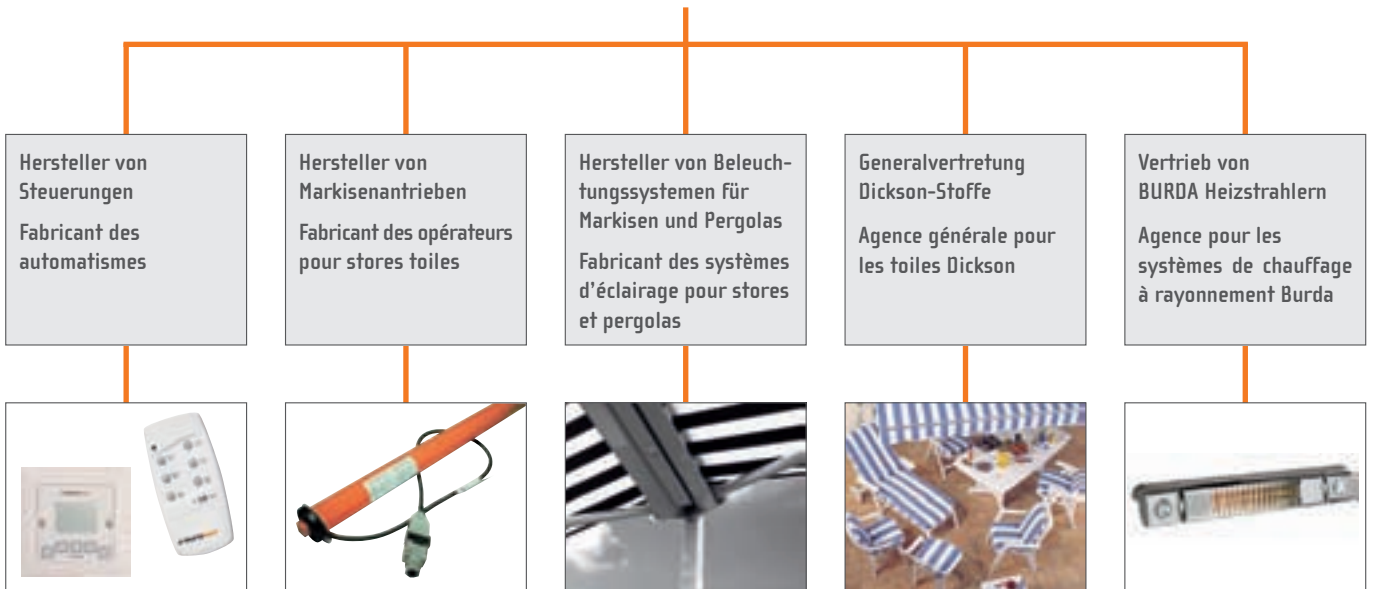 Hersteller von
Steuerungen
Fabricant des
automatismes
Hersteller von
Markisenantrieben
Fabricant des opérateurs
pour stores toiles
Hersteller von Beleuch-
tungssystemen für
Markisen und Pergolas
Fabricant des systèmes
d'éclairage pour stores
et pergolas
Generalvertretung
Dickson-Stoffe
Agence générale pour
les toiles Dickson
Vertrieb von
BURDA Heizstrahlern
Agence pour les
systèmes de chauffage
à rayonnement Burda